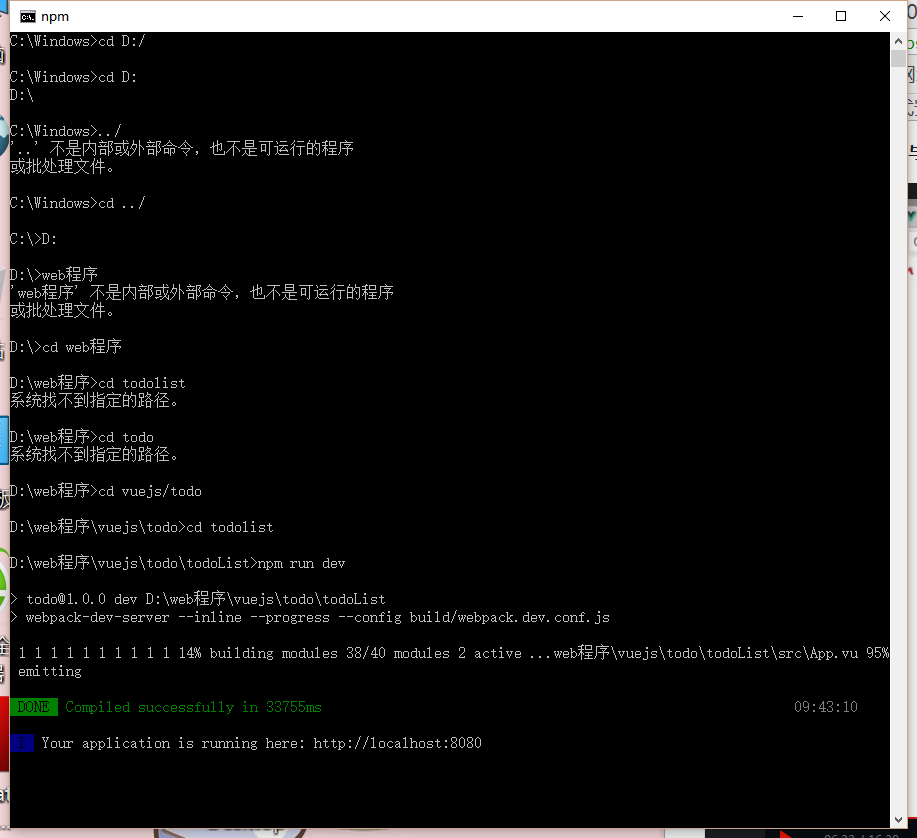 npm
C:\Windows>cd D:/
C:\Windows>cd D:
D:\
C:\Windows>../
'..' 不是内部或外部命令，也不是可运行的程序
或批处理文件。
C:\Windows>cd ../
C:\>D:
D:\>web程序
'web程序' 不是内部或外部命令，也不是可运行的程序
或批处理文件。
D:\>cd web程序
D:\web程序>cd todolist
系统找不到指定的路径。
D:\web程序>cd todo
系统找不到指定的路径。
D:\web程序>cd vuejs/todo
D:\web程序\vuejs\todo>cd todolist
D:\web程序\vuejs\todo\todoList>npm run dev
> todo@1.0.0 dev D:\web程序\vuejs\todo\todoList
> webpack-dev-server --inline --progress --config build/webpack.dev.conf.js
1 1 1 1 1 1 1 1 1 1 14% building modules 38/40 modules 2 active ...web程序\vuejs\todo\todoList\src\App.vu 95%
emitting
DONE Compiled successfully in 33755ms 09:43:10
Your application is running here: http://localhost:8080